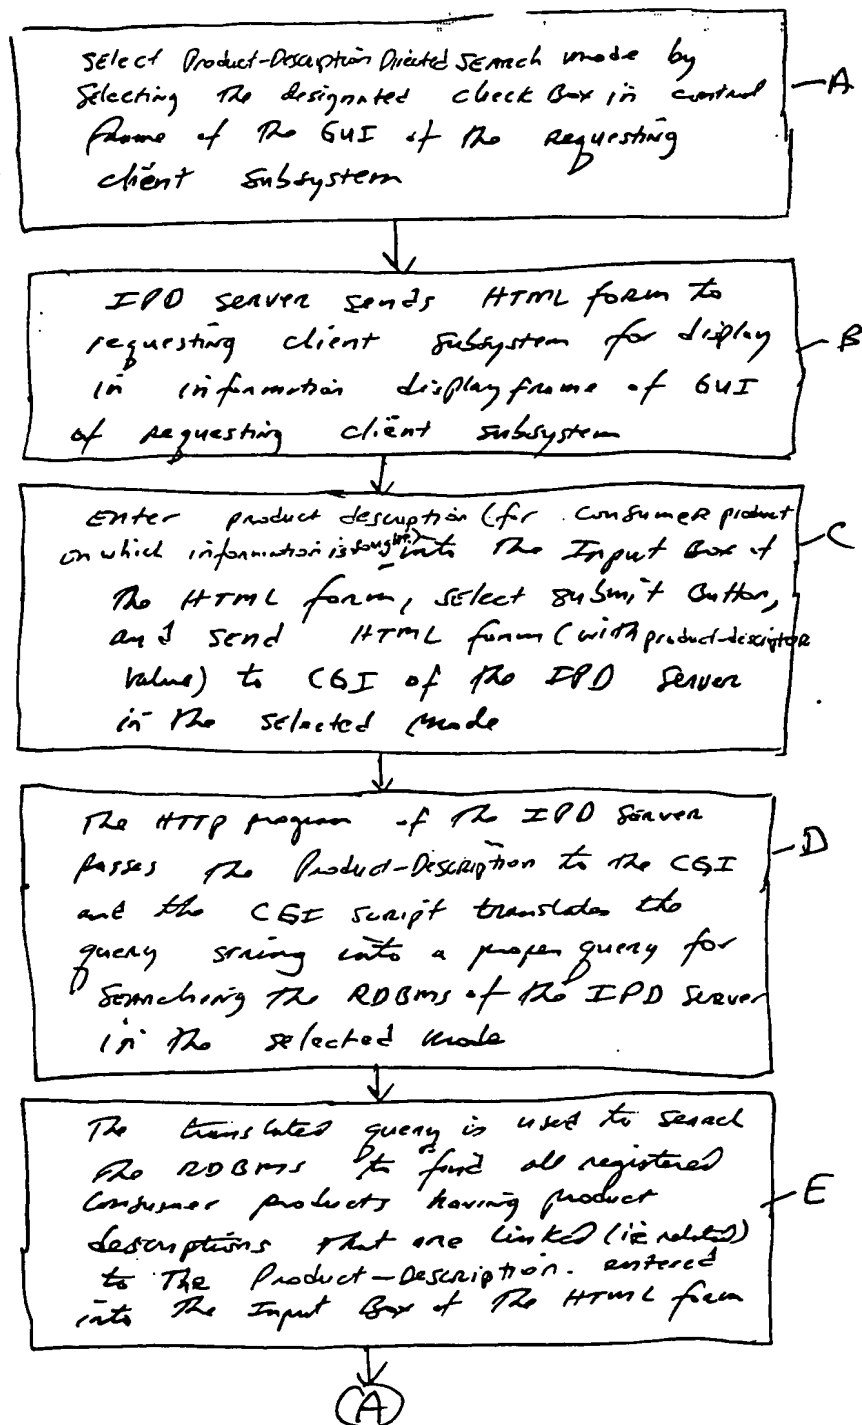 Select Product-Description Directed Search mode by
Selecting the designated check Box in control
frame of the GUI of the requesting
client subsystem
A
IPD server sends HTML form to
requesting client subsystem for display
in information display frame of GUI
of requesting client subsystem
B
Enter product description (for consumer product
on which information is sought) into the Input Box of
the HTML form, select submit Button,
and send HTML form (with product-descriptor
value) to CGI of the IPD Server
in the selected mode
C
The HTTP program of the IPD Server
passes the Product-Description to the CGI
and the CGI script translates the
query string into a proper query for
searching the RDBMS of the IPD Server
in the selected mode
D
The translated query is used to search
the RDBMS to find all registered
consumer products having product
descriptions that are linked (ie related)
to the Product-Description. entered
into the Input Box of the HTML form
E
A